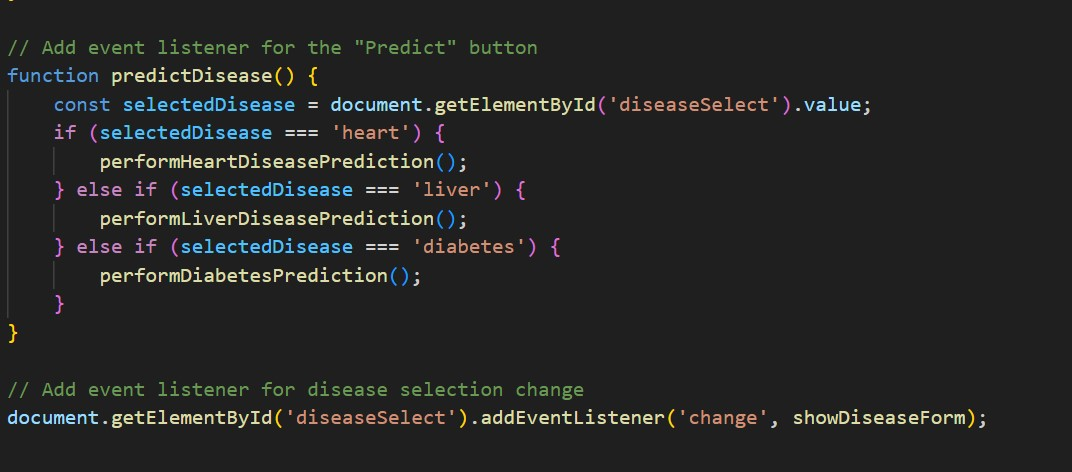 // Add event listener for the "Predict" button
function predictDisease() {
    const selectedDisease = document.getElementById('diseaseSelect').value;
    if (selectedDisease === 'heart') {
        performHeartDiseasePrediction();
    } else if (selectedDisease === 'liver') {
        performLiverDiseasePrediction();
    } else if (selectedDisease === 'diabetes') {
        performDiabetesPrediction();
    }
}
// Add event listener for disease selection change
document.getElementById('diseaseSelect').addEventListener('change', showDiseaseForm);